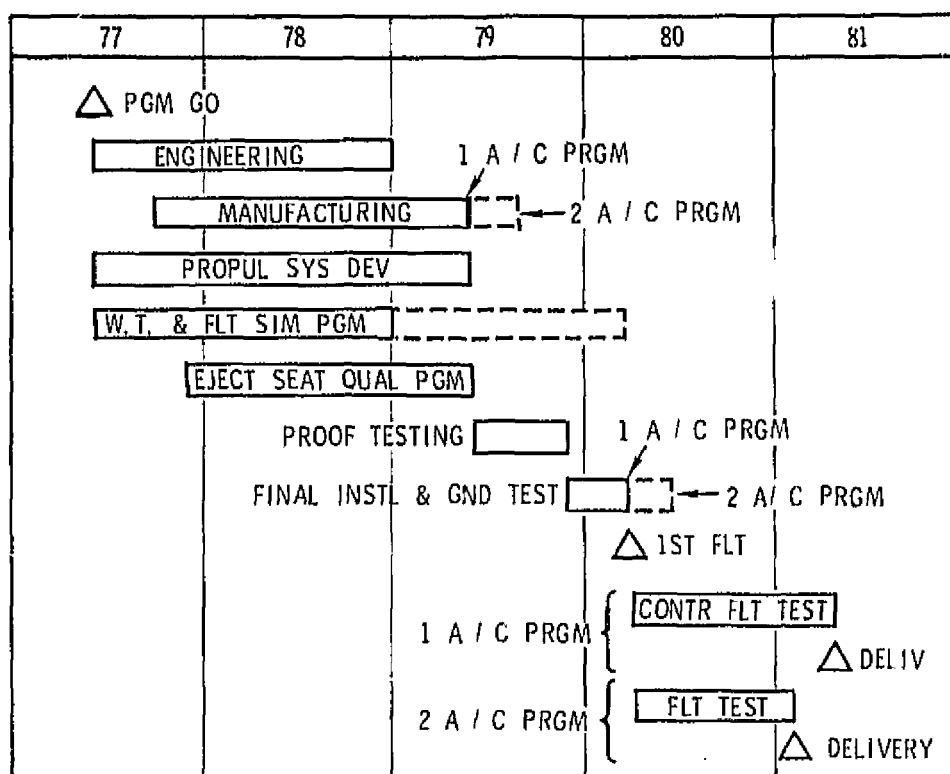 77 78 79 80 81
PGM GO
ENGINEERING
1 A / C PRGM
MANUFACTURING
2 A / C PRGM
PROPUL SYS DEV
W.T. & FLT SIM PGM
EJECT SEAT QUAL PGM
PROOF TESTING
1 A / C PRGM
FINAL INSTL & GND TEST
2 A/ C PRGM
1ST FLT
CONTR FLT TEST
1 A / C PRGM
DELIV
FLT TEST
2 A / C PRGM
DELIVERY